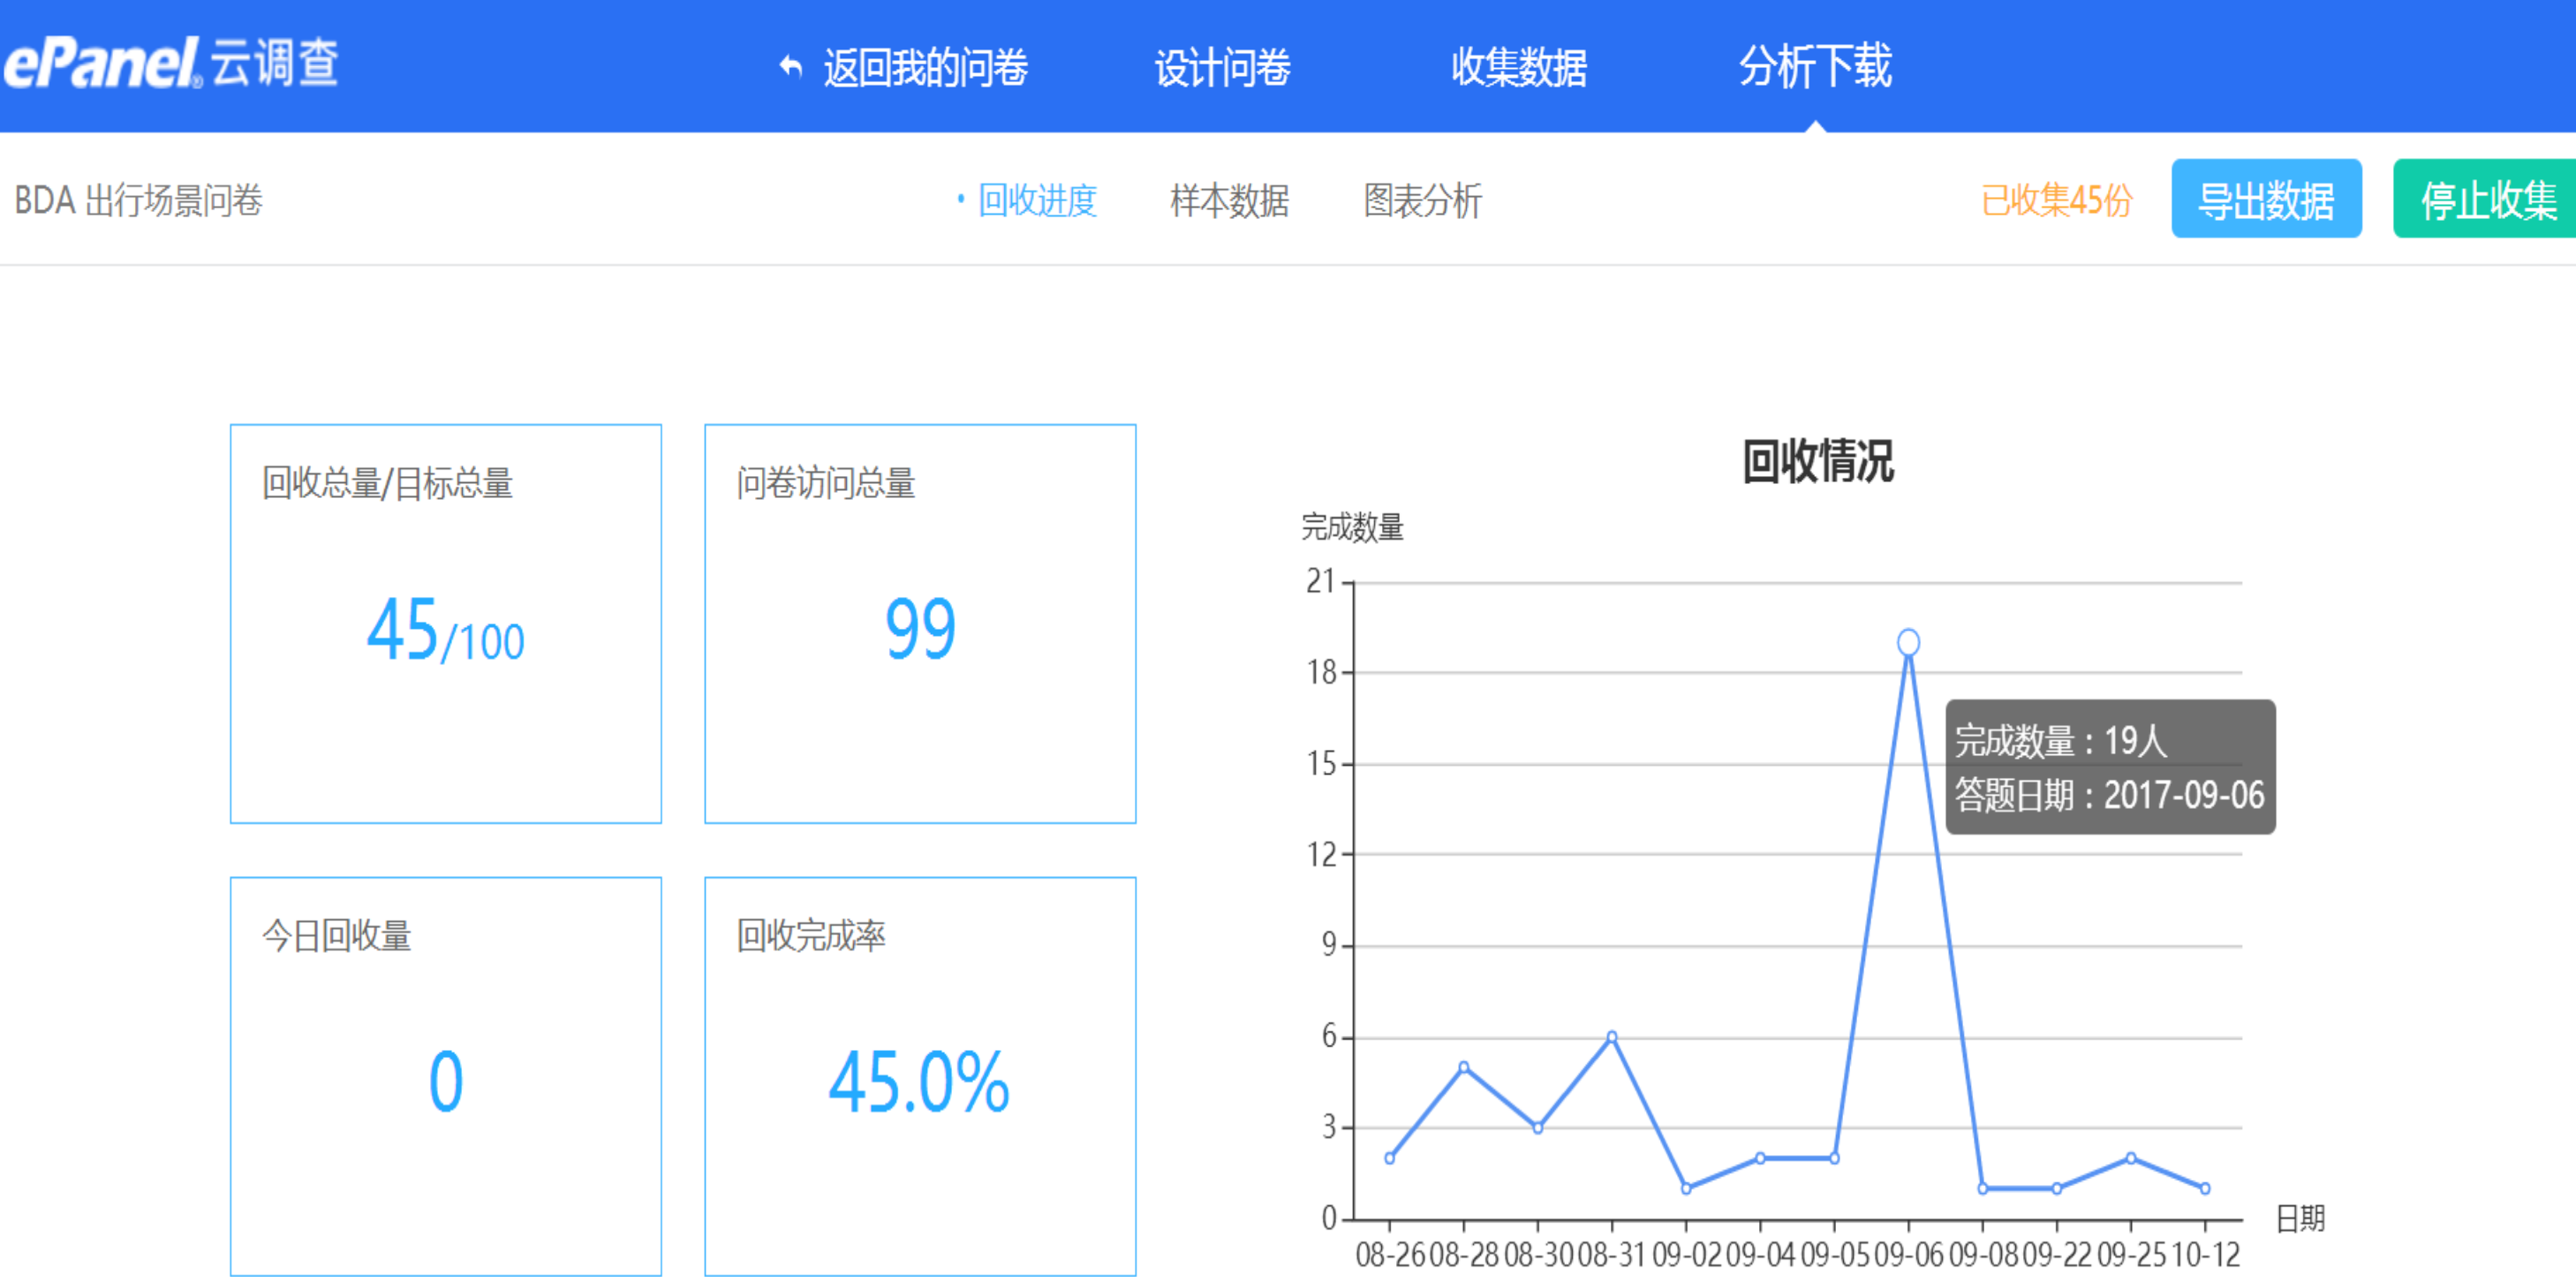 ePanel® 云调查
返回我的问卷
设计问卷
收集数据
分析下载
BDA 出行场景问卷
· 回收进度
样本数据
图表分析
已收集45份
导出数据
停止收集
回收总量/目标总量
45/100
问卷访问总量
99
今日回收量
0
回收完成率
45.0%
回收情况
完成数量
21
18
15
12
9
6
3
0
完成数量：19人
答题日期：2017-09-06
日期
08-26 08-28 08-30 08-31 09-02 09-04 09-05 09-06 09-08 09-22 09-25 10-12